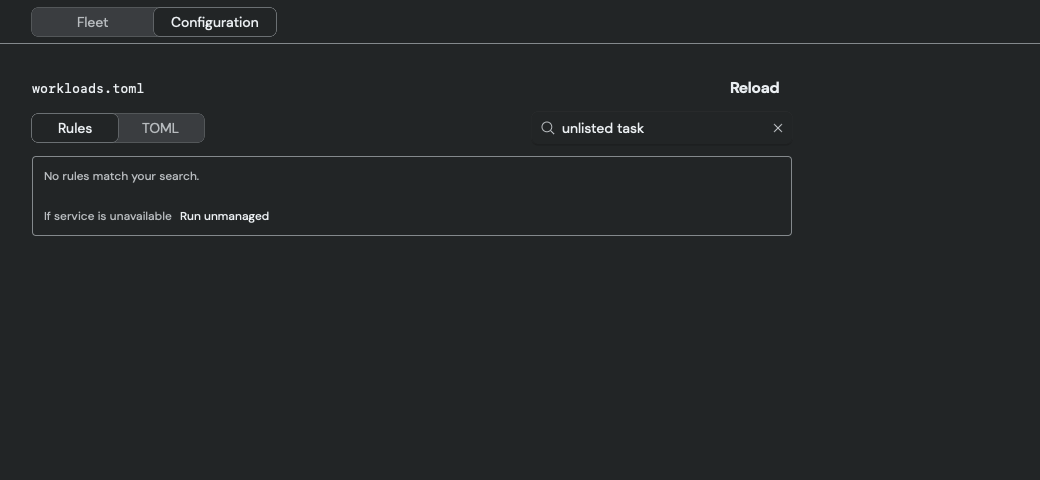 Fleet Configuration
workloads.toml Reload
Rules TOML unlisted task
No rules match your search.
If service is unavailable Run unmanaged